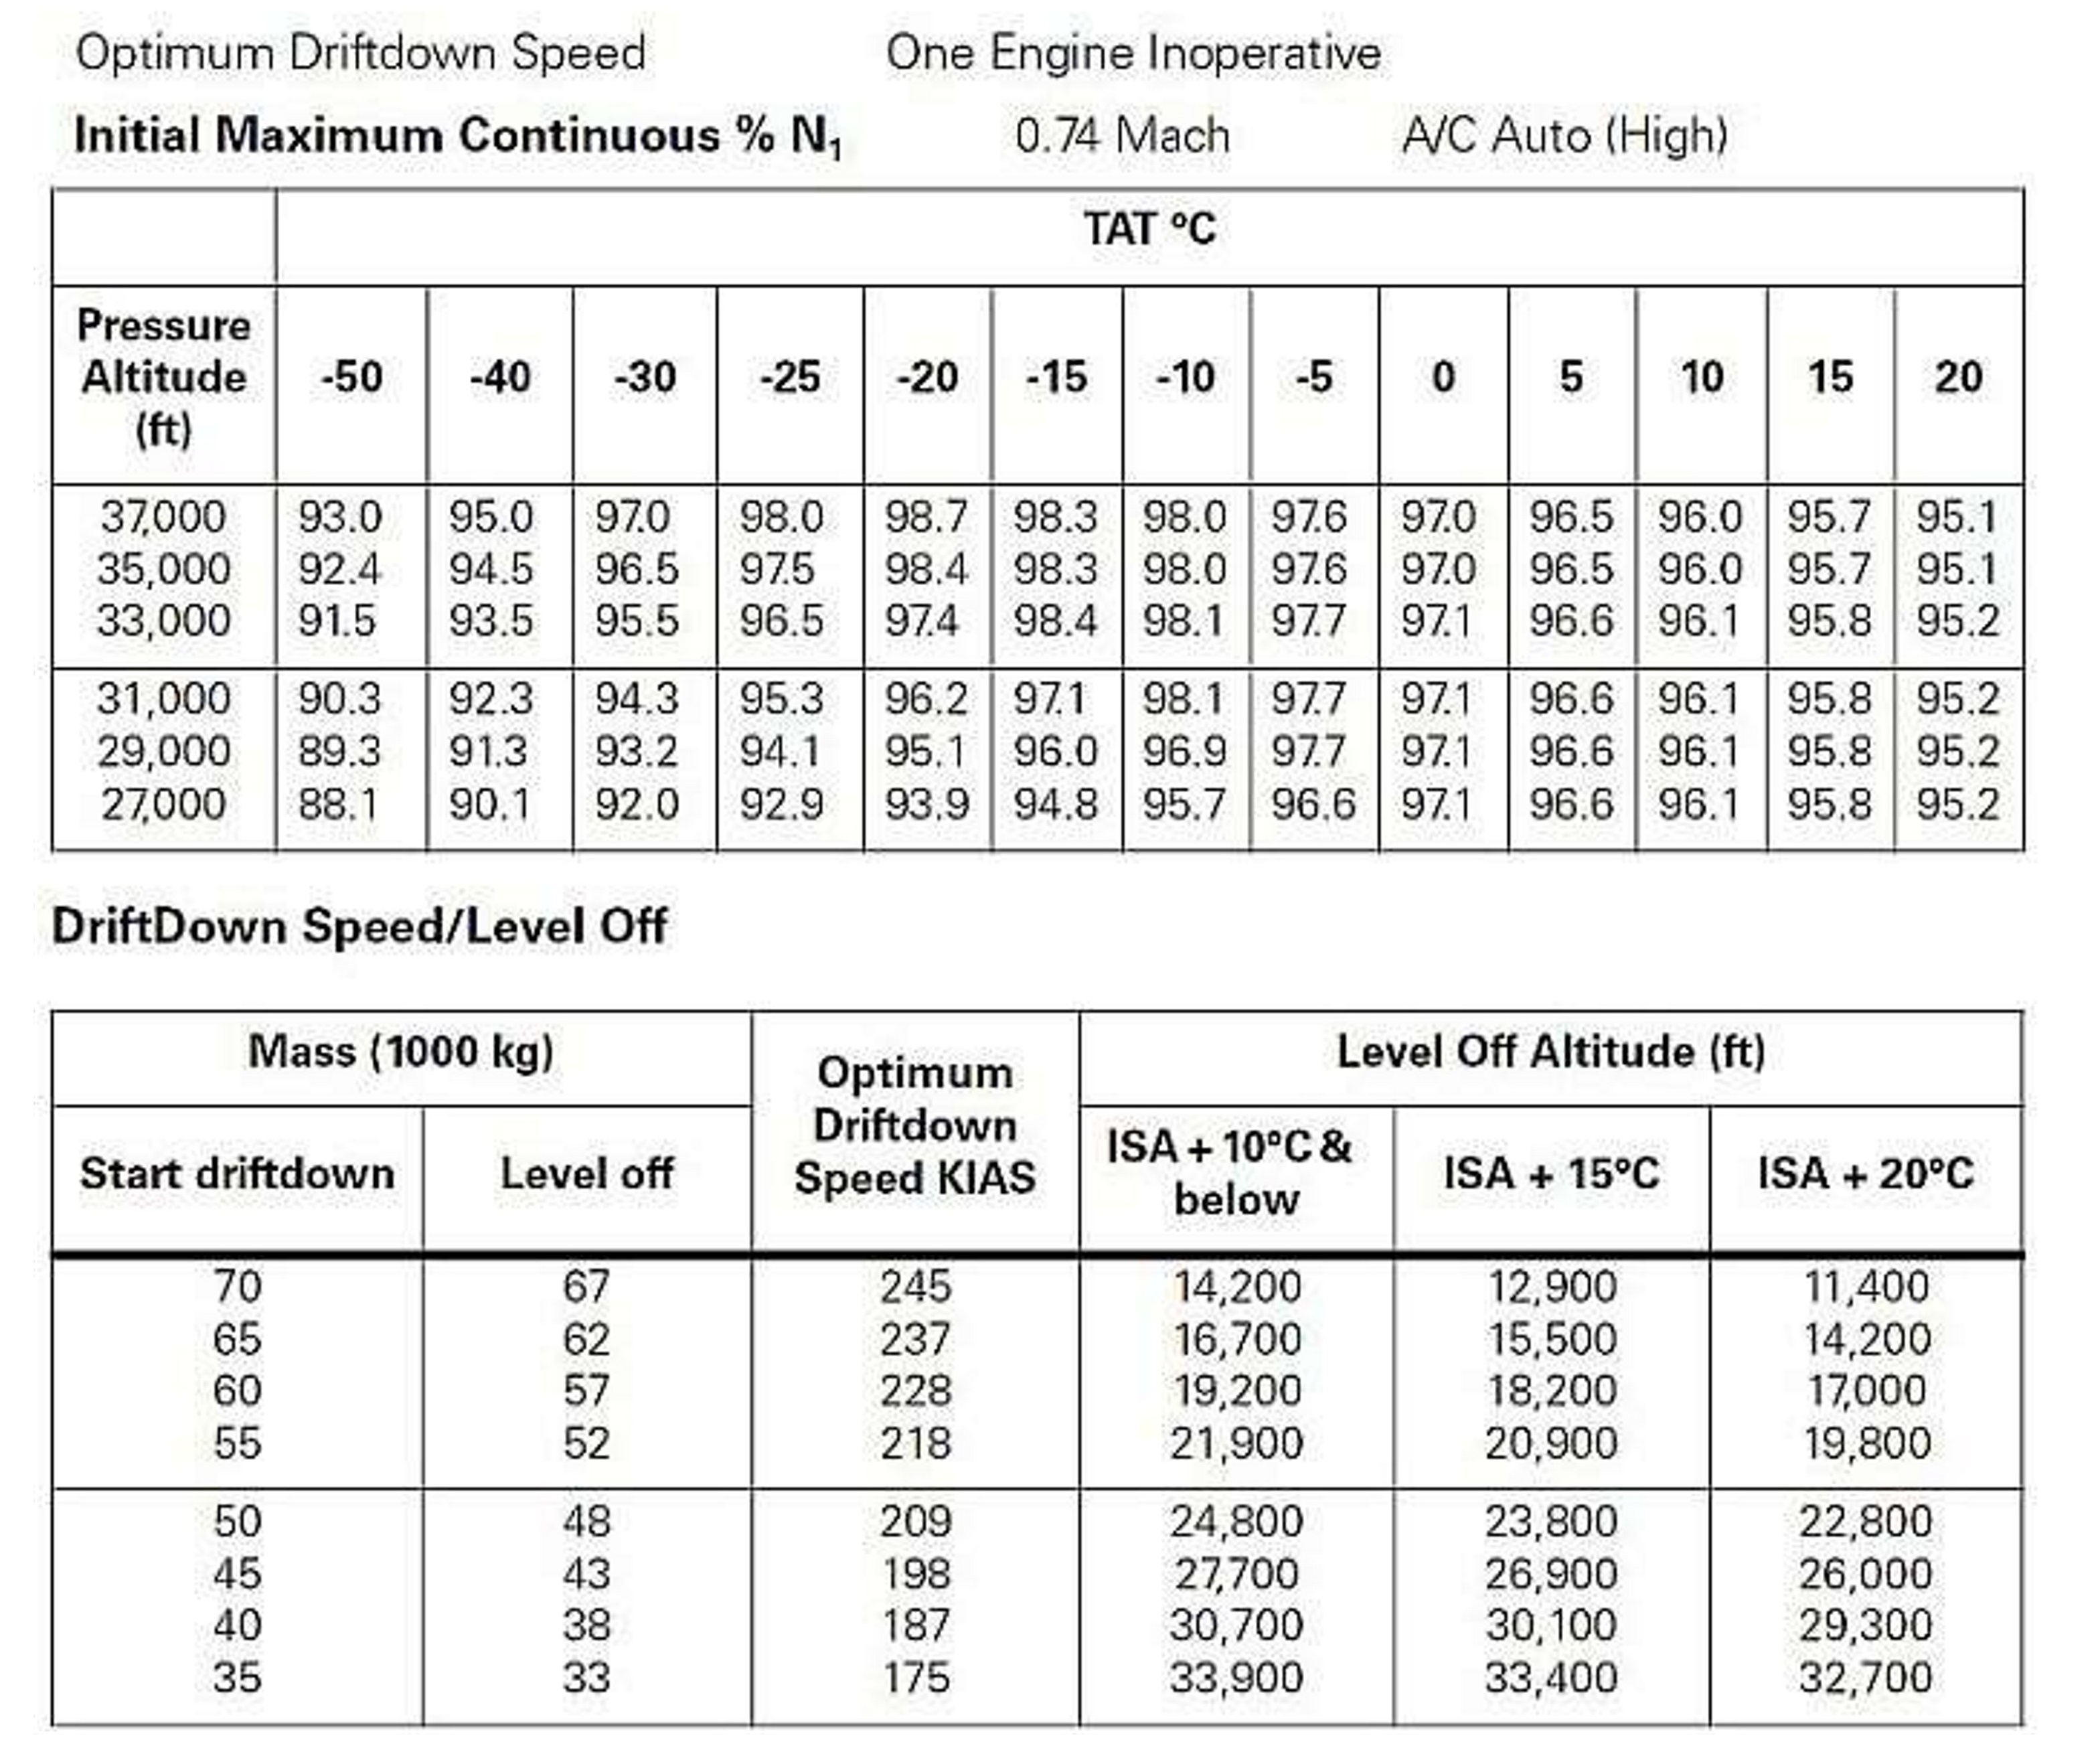 Optimum Driftdown Speed One Engine Inoperative
Initial Maximum Continuous % N₁ 0.74 Mach A/C Auto (High)
TAT ºC
Pressure Altitude (ft) -50 -40 -30 -25 -20 -15 -10 -5 0 5 10 15 20
37,000 93.0 95.0 97.0 98.0 98.7 98.3 98.0 97.6 97.0 96.5 96.0 95.7 95.1
35,000 92.4 94.5 96.5 97.5 98.4 98.3 98.0 97.6 97.0 96.5 96.0 95.7 95.1
33,000 91.5 93.5 95.5 96.5 97.4 98.4 98.1 97.7 97.1 96.6 96.1 95.8 95.2
31,000 90.3 92.3 94.3 95.3 96.2 97.1 98.1 97.7 97.1 96.6 96.1 95.8 95.2
29,000 89.3 91.3 93.2 94.1 95.1 96.0 96.9 97.7 97.1 96.6 96.1 95.8 95.2
27,000 88.1 90.1 92.0 92.9 93.9 94.8 95.7 96.6 97.1 96.6 96.1 95.8 95.2
DriftDown Speed/Level Off
Mass (1000 kg) Optimum Driftdown Speed KIAS Level Off Altitude (ft)
Start driftdown Level off ISA + 10ºC & below ISA + 15ºC ISA + 20ºC
70 67 245 14,200 12,900 11,400
65 62 237 16,700 15,500 14,200
60 57 228 19,200 18,200 17,000
55 52 218 21,900 20,900 19,800
50 48 209 24,800 23,800 22,800
45 43 198 27,700 26,900 26,000
40 38 187 30,700 30,100 29,300
35 33 175 33,900 33,400 32,700